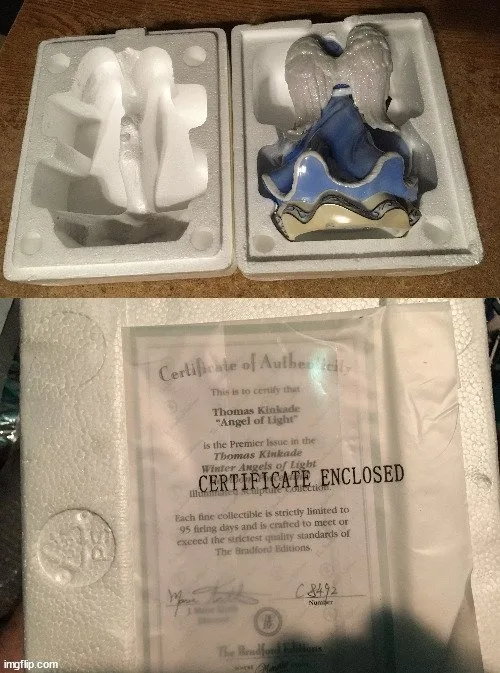 Certificate of Authenticity
This is to certify that
Thomas Kinkade
"Angel of Light"
is the Premier Issue in the
Thomas Kinkade
Winter Angels of Light
CERTIFICATE ENCLOSED
Sculpture Collection.
Each fine collectible is strictly limited to
95 firing days and is crafted to meet or
exceed the strictest quality standards of
The Bradford Editions.
C8492
Number
The Bradford Editions
imgflip.com